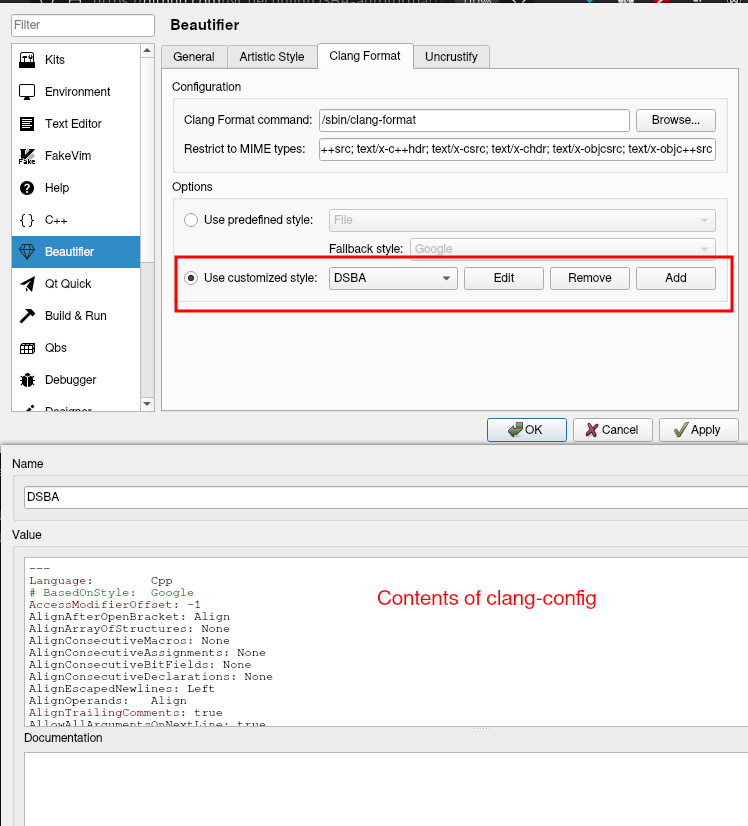 Filter
Beautifier
Kits
Environment
Text Editor
FakeVim
Help
C++
Beautifier
Qt Quick
Build & Run
Qbs
Debugger
Designer
General
Artistic Style
Clang Format
Uncrustify
Configuration
Clang Format command: /sbin/clang-format Browse...
Restrict to MIME types: ++src; text/x-c++hdr; text/x-csrc; text/x-chdr; text/x-objcsrc; text/x-objc++src
Options
Use predefined style: File
Fallback style: Google
Use customized style: DSBA Edit Remove Add
OK Cancel Apply
Name
DSBA
Value
---
Language: Cpp
# BasedOnStyle: Google
AccessModifierOffset: -1
AlignAfterOpenBracket: Align
AlignArrayOfStructures: None
AlignConsecutiveMacros: None
AlignConsecutiveAssignments: None
AlignConsecutiveBitFields: None
AlignConsecutiveDeclarations: None
AlignEscapedNewlines: Left
AlignOperands: Align
AlignTrailingComments: true
AllowAllArgumentsOnNextLine: true
Contents of clang-config
Documentation